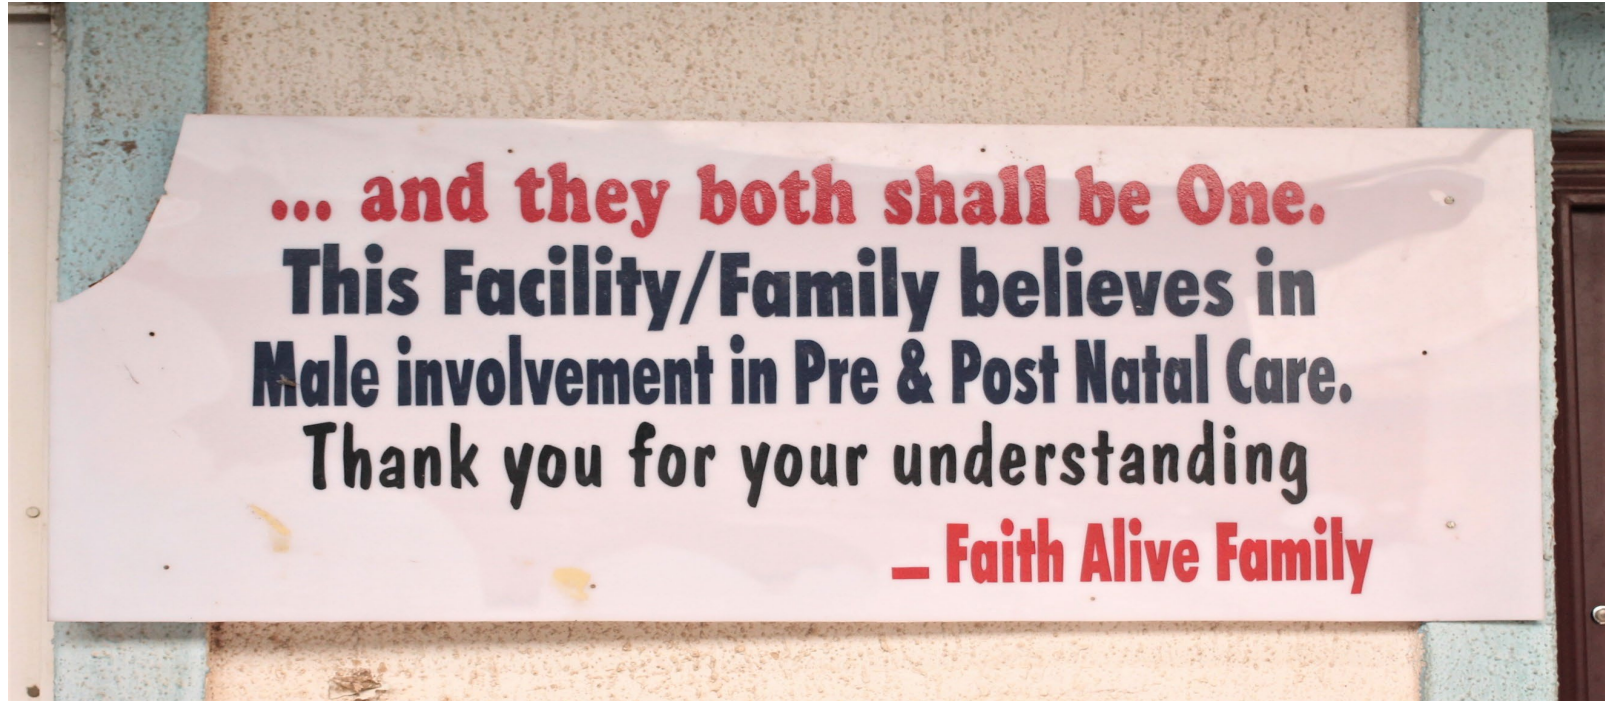 ... and they both shall be One.
This Facility/Family believes in
Male involvement in Pre & Post Natal Care.
Thank you for your understanding
– Faith Alive Family